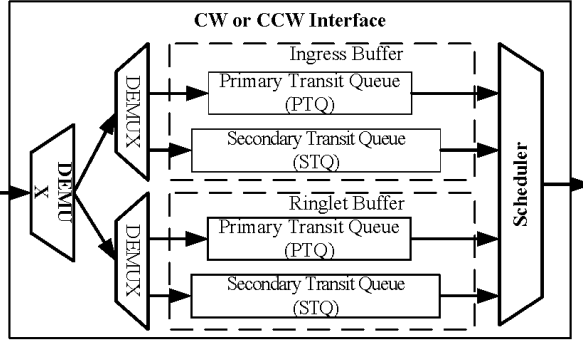 CW or CCW Interface
Ingress Buffer
DEMUX
Primary Transit Queue
(PTQ)
Secondary Transit Queue
(STQ)
DEMU
X
Scheduler
Ringlet Buffer
DEMUX
Primary Transit Queue
(PTQ)
Secondary Transit Queue
(STQ)